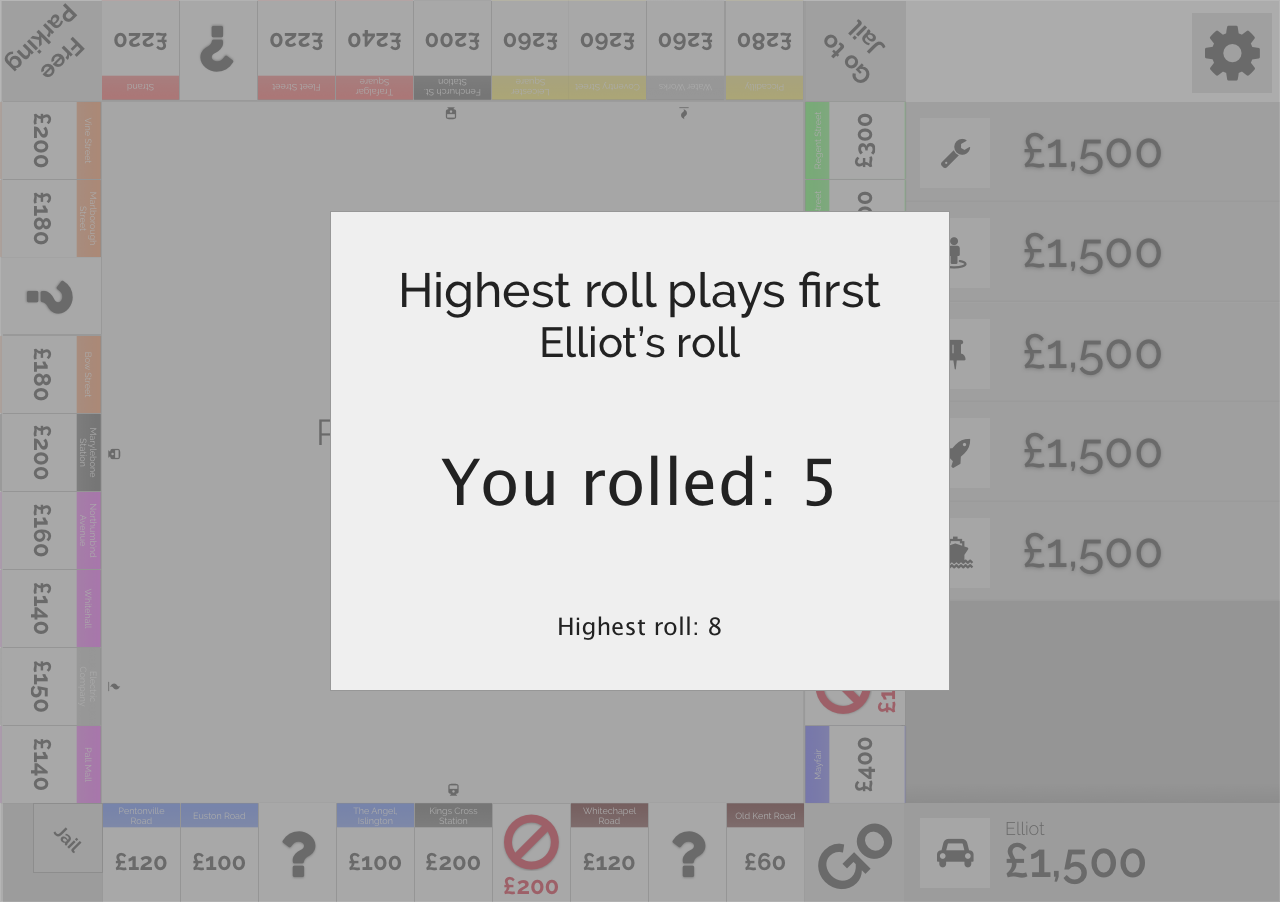 Free
Parking
£220
?
£220
£240
£200
£260
£260
£260
£280
Go to
Jail
Strand
Fleet Street
Trafalgar
Square
Fenchurch St
Station
Leicester
Square
Coventry Street
Water Works
Piccadilly
£200
Vine Street
£180
Marlborough
Street
?
£180
Bow Street
£200
Marylebone
Station
£160
Northumrlnd
Avenue
£140
Whitehall
£150
Electric
Company
£140
Pall Mall
Regent Street
£300
Mayfair
£400
Highest roll plays first
Elliot's roll
You rolled: 5
Highest roll: 8
£1,500
£1,500
£1,500
£1,500
£1,500
Jail
Pentonville
Road
£120
Euston Road
£100
?
The Angel,
Islington
£100
Kings Cross
Station
£200
£200
Whitechapel
Road
£120
?
Old Kent Road
£60
GO
Elliot
£1,500